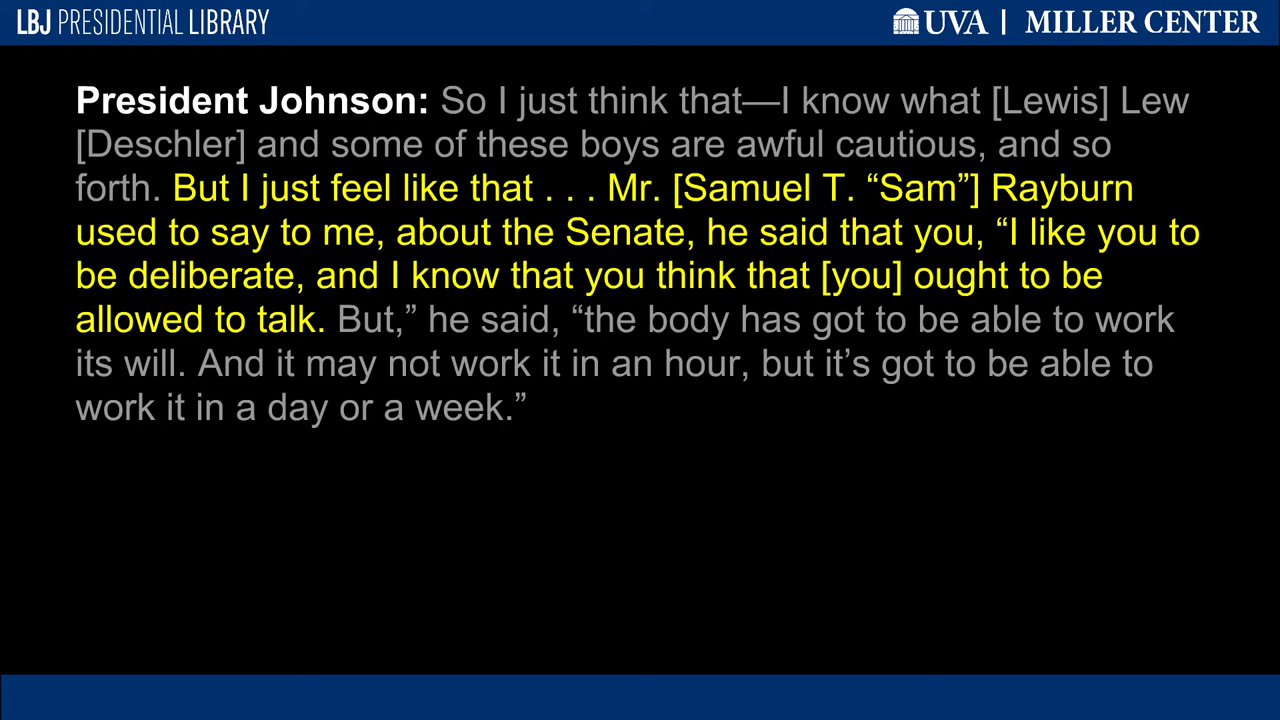 LBJ PRESIDENTIAL LIBRARY
UVA | MILLER CENTER
President Johnson: So I just think that—I know what [Lewis] Lew
[Deschler] and some of these boys are awful cautious, and so
forth. But I just feel like that . . . Mr. [Samuel T. “Sam”] Rayburn
used to say to me, about the Senate, he said that you, “I like you to
be deliberate, and I know that you think that [you] ought to be
allowed to talk. But,” he said, “the body has got to be able to work
its will. And it may not work it in an hour, but it’s got to be able to
work it in a day or a week.”